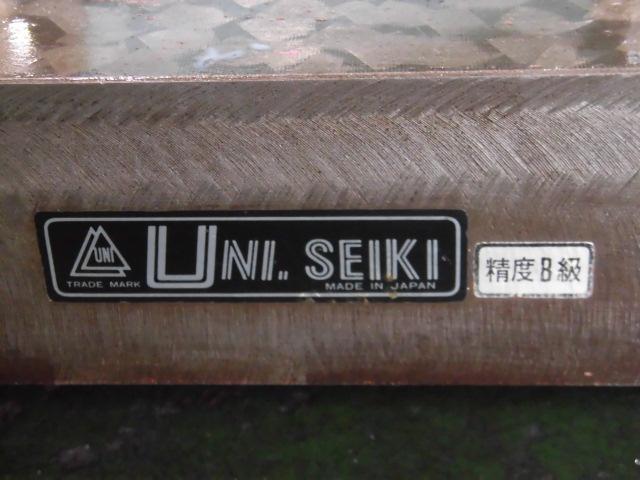 UNI
TRADE MARK
UNI.. SEIKI
MADE IN JAPAN
精度B級